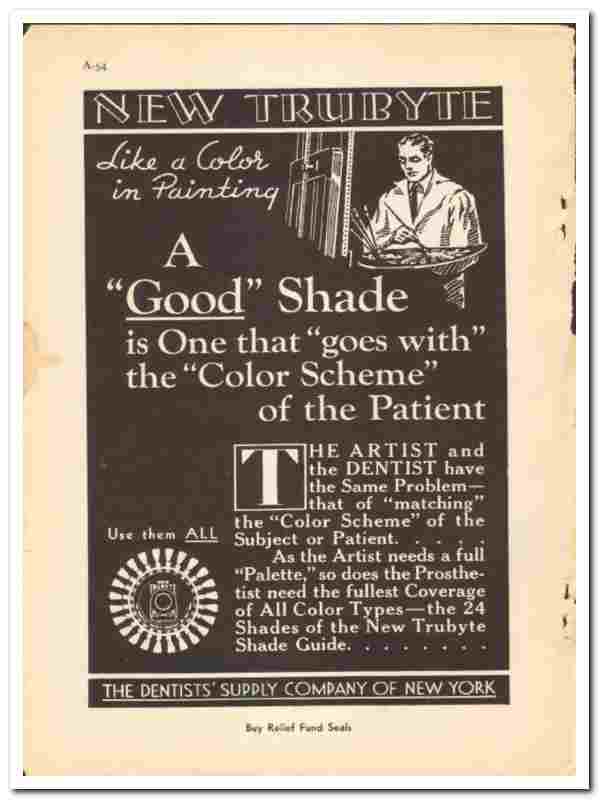 A-54
NEW TRUBYTE
Like a Color
in Painting
A
"Good" Shade
is One that "goes with"
the "Color Scheme"
of the Patient
THE ARTIST and
the DENTIST have
the Same Problem—
that of "matching"
the "Color Scheme" of the
Subject or Patient. . . . .
As the Artist needs a full
"Palette," so does the Prosthe-
tist need the fullest Coverage
of All Color Types—the 24
Shades of the New Trubyte
Shade Guide. . . . . . . .
Use them ALL
THE DENTISTS' SUPPLY COMPANY OF NEW YORK
Buy Relief Fund Seals